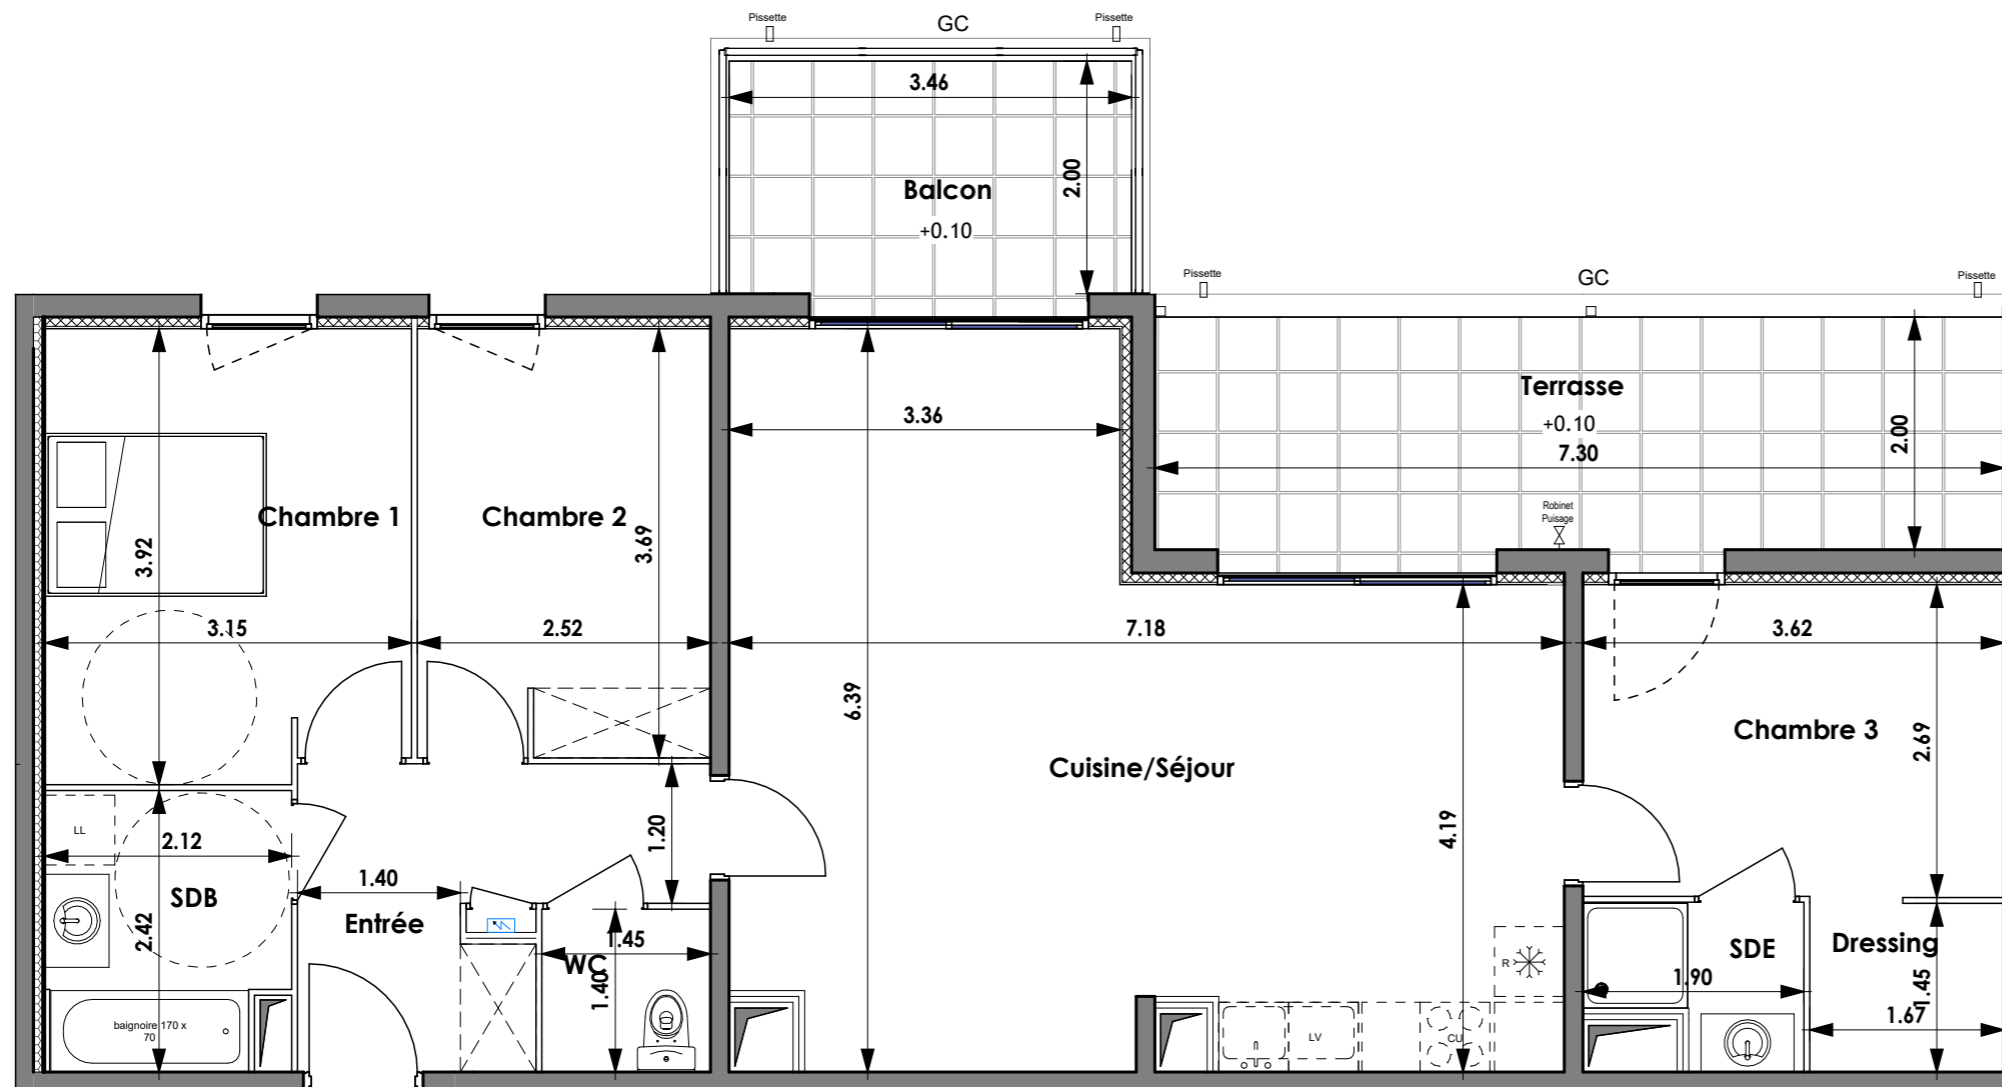 Pissette
GC
Pissette
3.46
2.00
Balcon
+0.10
Pissette
GC
Pissette
Terrasse
+0.10
7.30
2.00
Robinet
Puisage
3.36
Chambre 1
Chambre 2
3.92
3.69
3.15
2.52
7.18
3.62
6.39
Chambre 3
2.69
Cuisine/Séjour
4.19
LL
2.12
1.20
1.40
SDB
Entrée
2.42
1.45
WC
1.40
R
SDE
Dressing
1.90
1.45
1.67
baignoire 170 x
70
LV
CU